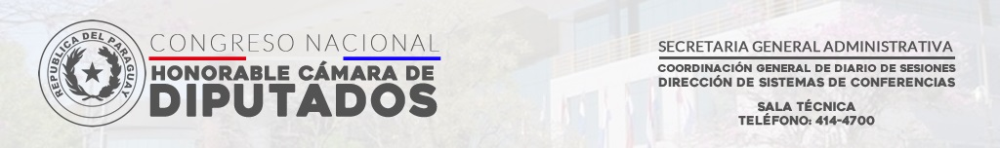 REPUBLICA DEL PARAGUAY
CONGRESO NACIONAL
HONORABLE CÁMARA DE
DIPUTADOS
SECRETARIA GENERAL ADMINISTRATIVA
COORDINACIÓN GENERAL DE DIARIO DE SESIONES
DIRECCIÓN DE SISTEMAS DE CONFERENCIAS
SALA TÉCNICA
TELÉFONO: 414-4700